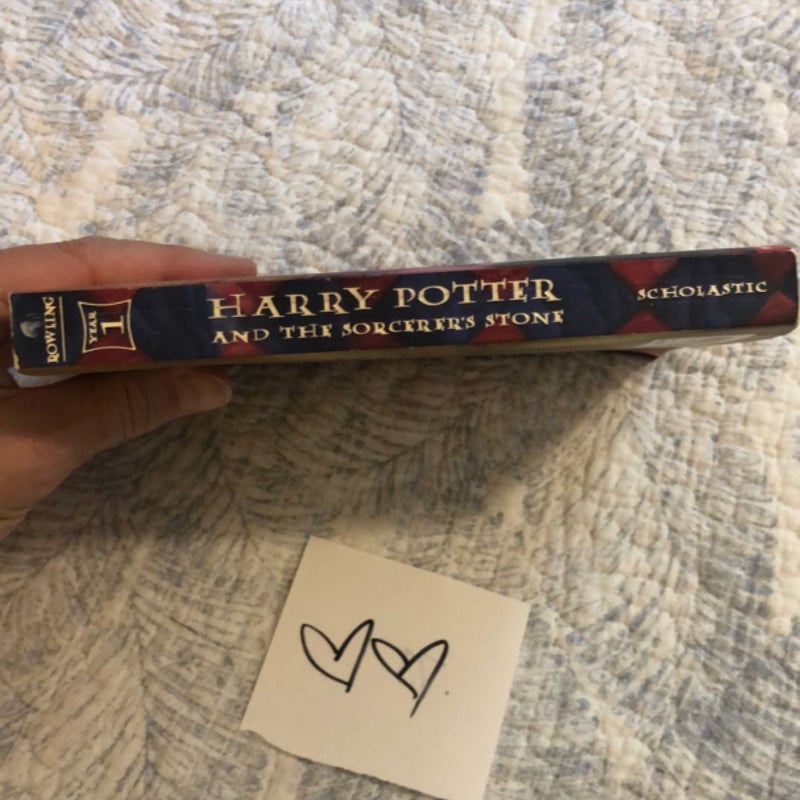 ROWLING
YEAR
1
HARRY POTTER
AND THE SORCERER'S STONE
SCHOLASTIC